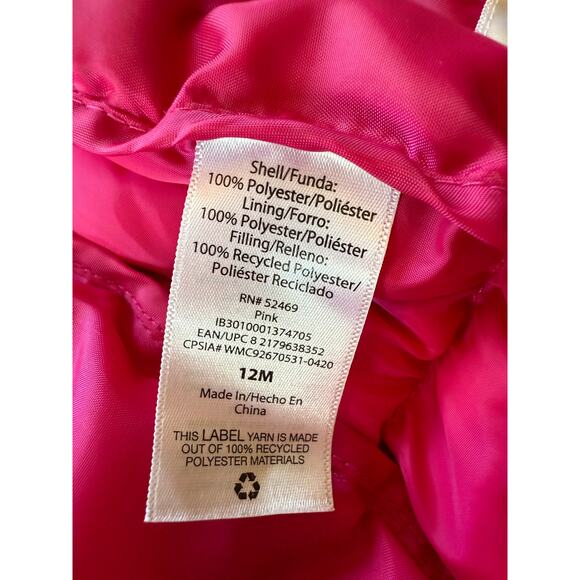 Shell/Funda:
100% Polyester/Poliéster
Lining/Forro:
100% Polyester/Poliéster
Filling/Relleno:
100% Recycled Polyester/
Poliéster Reciclado
RN# 52469
Pink
IB3010001374705
EAN/UPC 8 2179638352
CPSIA# WMC92670531-0420
12M
Made In/Hecho En
China
THIS LABEL YARN IS MADE
OUT OF 100% RECYCLED
POLYESTER MATERIALS